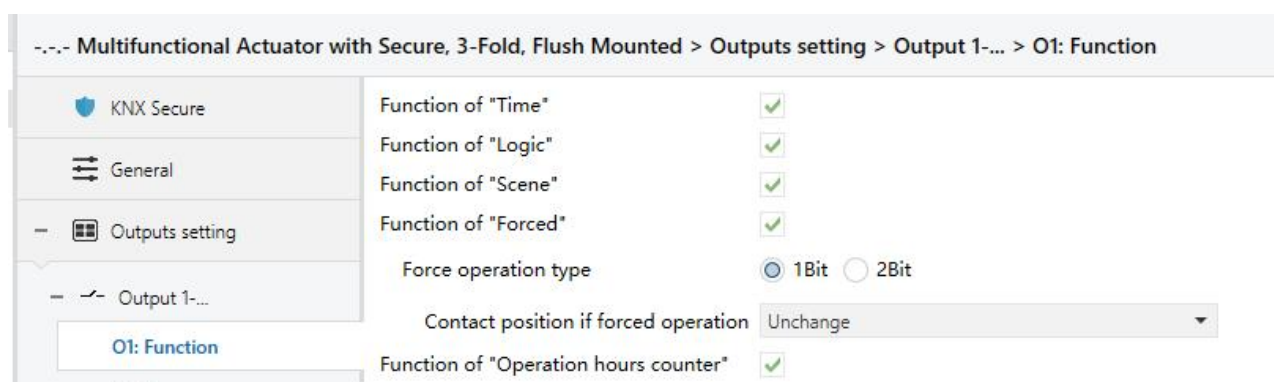 -.-.- Multifunctional Actuator with Secure, 3-Fold, Flush Mounted > Outputs setting > Output 1-... > O1: Function
KNX Secure
General
Outputs setting
Output 1-...
O1: Function
Function of "Time"
Function of "Logic"
Function of "Scene"
Function of "Forced"
Force operation type 1Bit 2Bit
Contact position if forced operation Unchange
Function of "Operation hours counter"